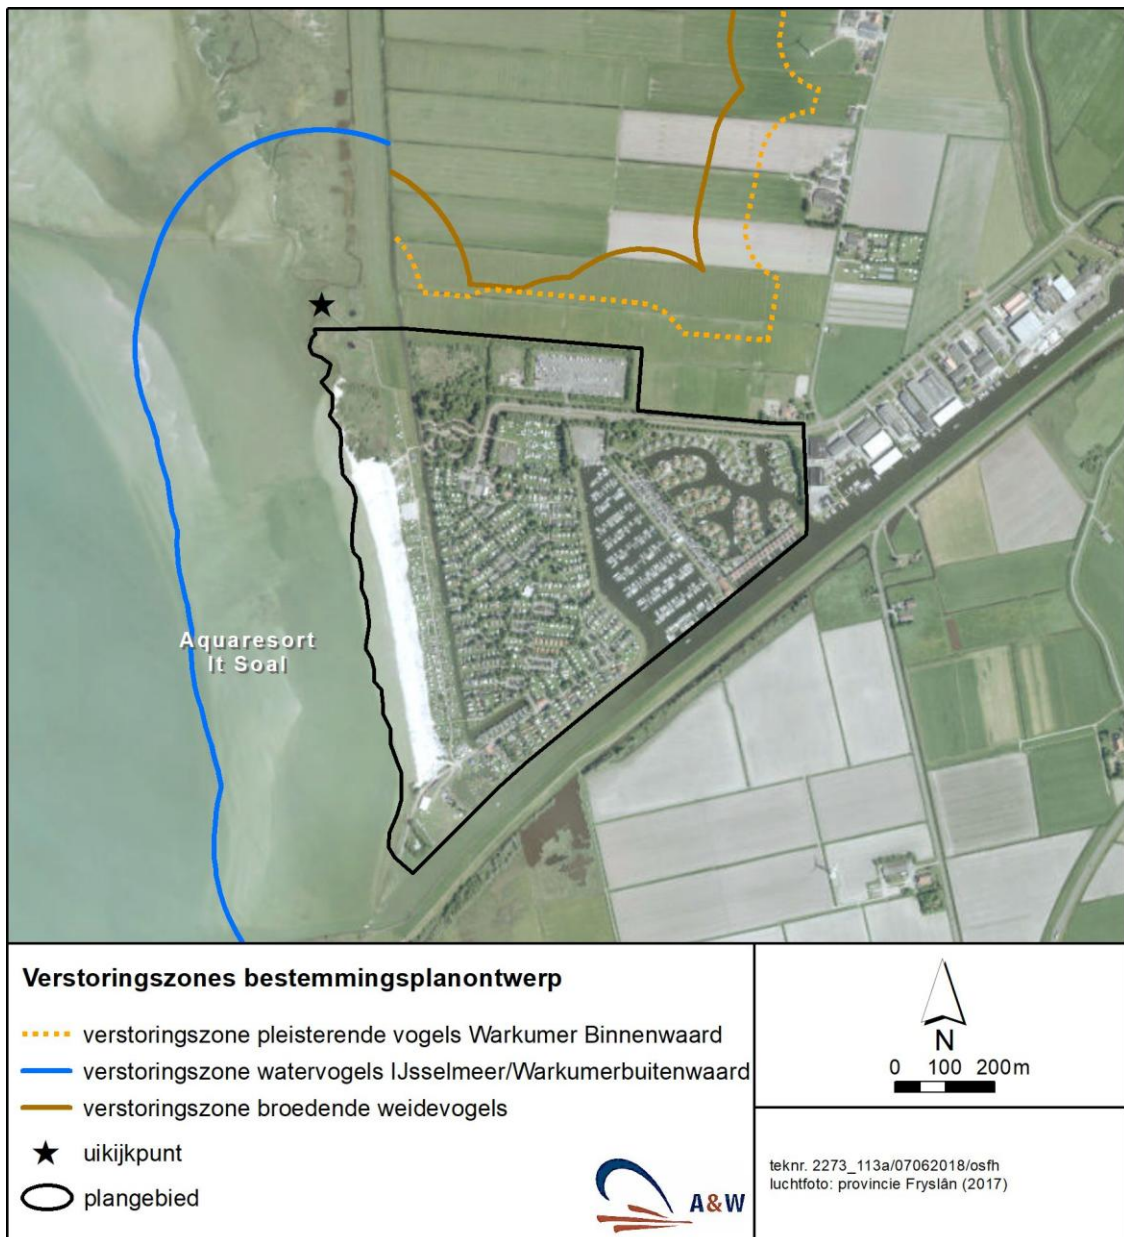 Aquaresort
It Soal
Verstoringszones bestemmingsplanontwerp
verstoringszone pleisterende vogels Warkumer Binnenwaard
verstoringszone watervogels IJsselmeer/Warkumerbuitenwaard
verstoringszone broedende weidevogels
uikijkpunt
plangebied
A&W
N
0 100 200m
teknr. 2273_113a/07062018/osfh
luchtfoto: provincie Fryslân (2017)